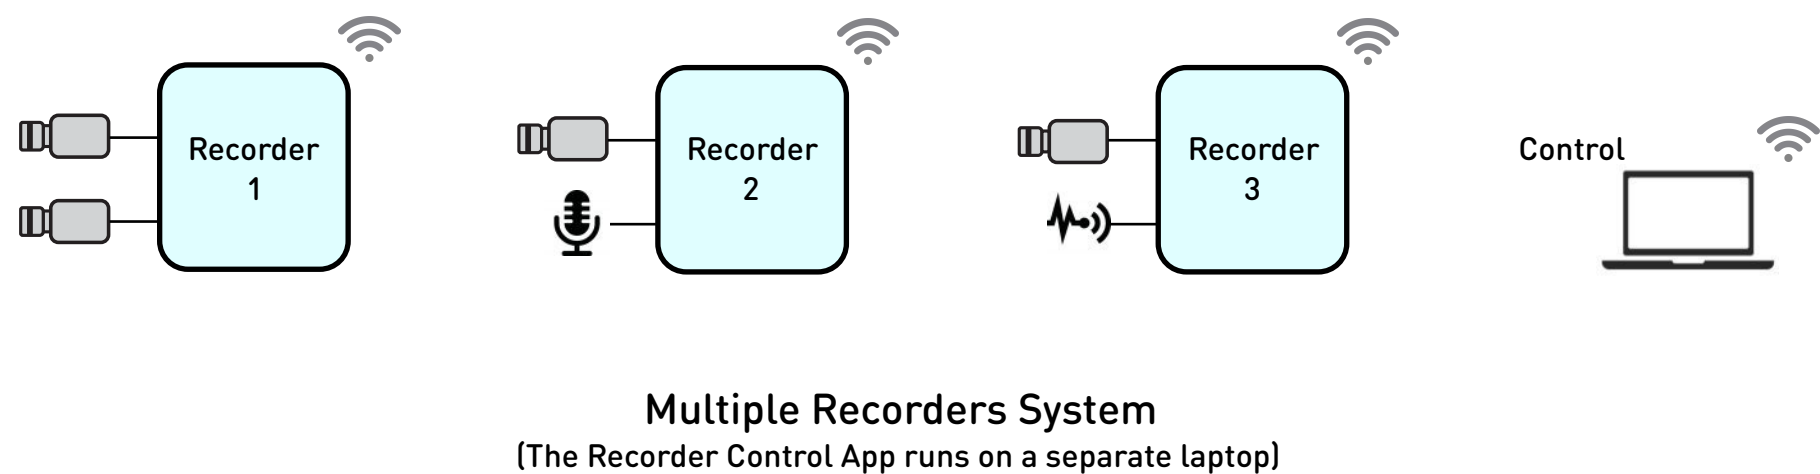 Recorder
1
Recorder
2
Recorder
3
Control
Multiple Recorders System
(The Recorder Control App runs on a separate laptop)